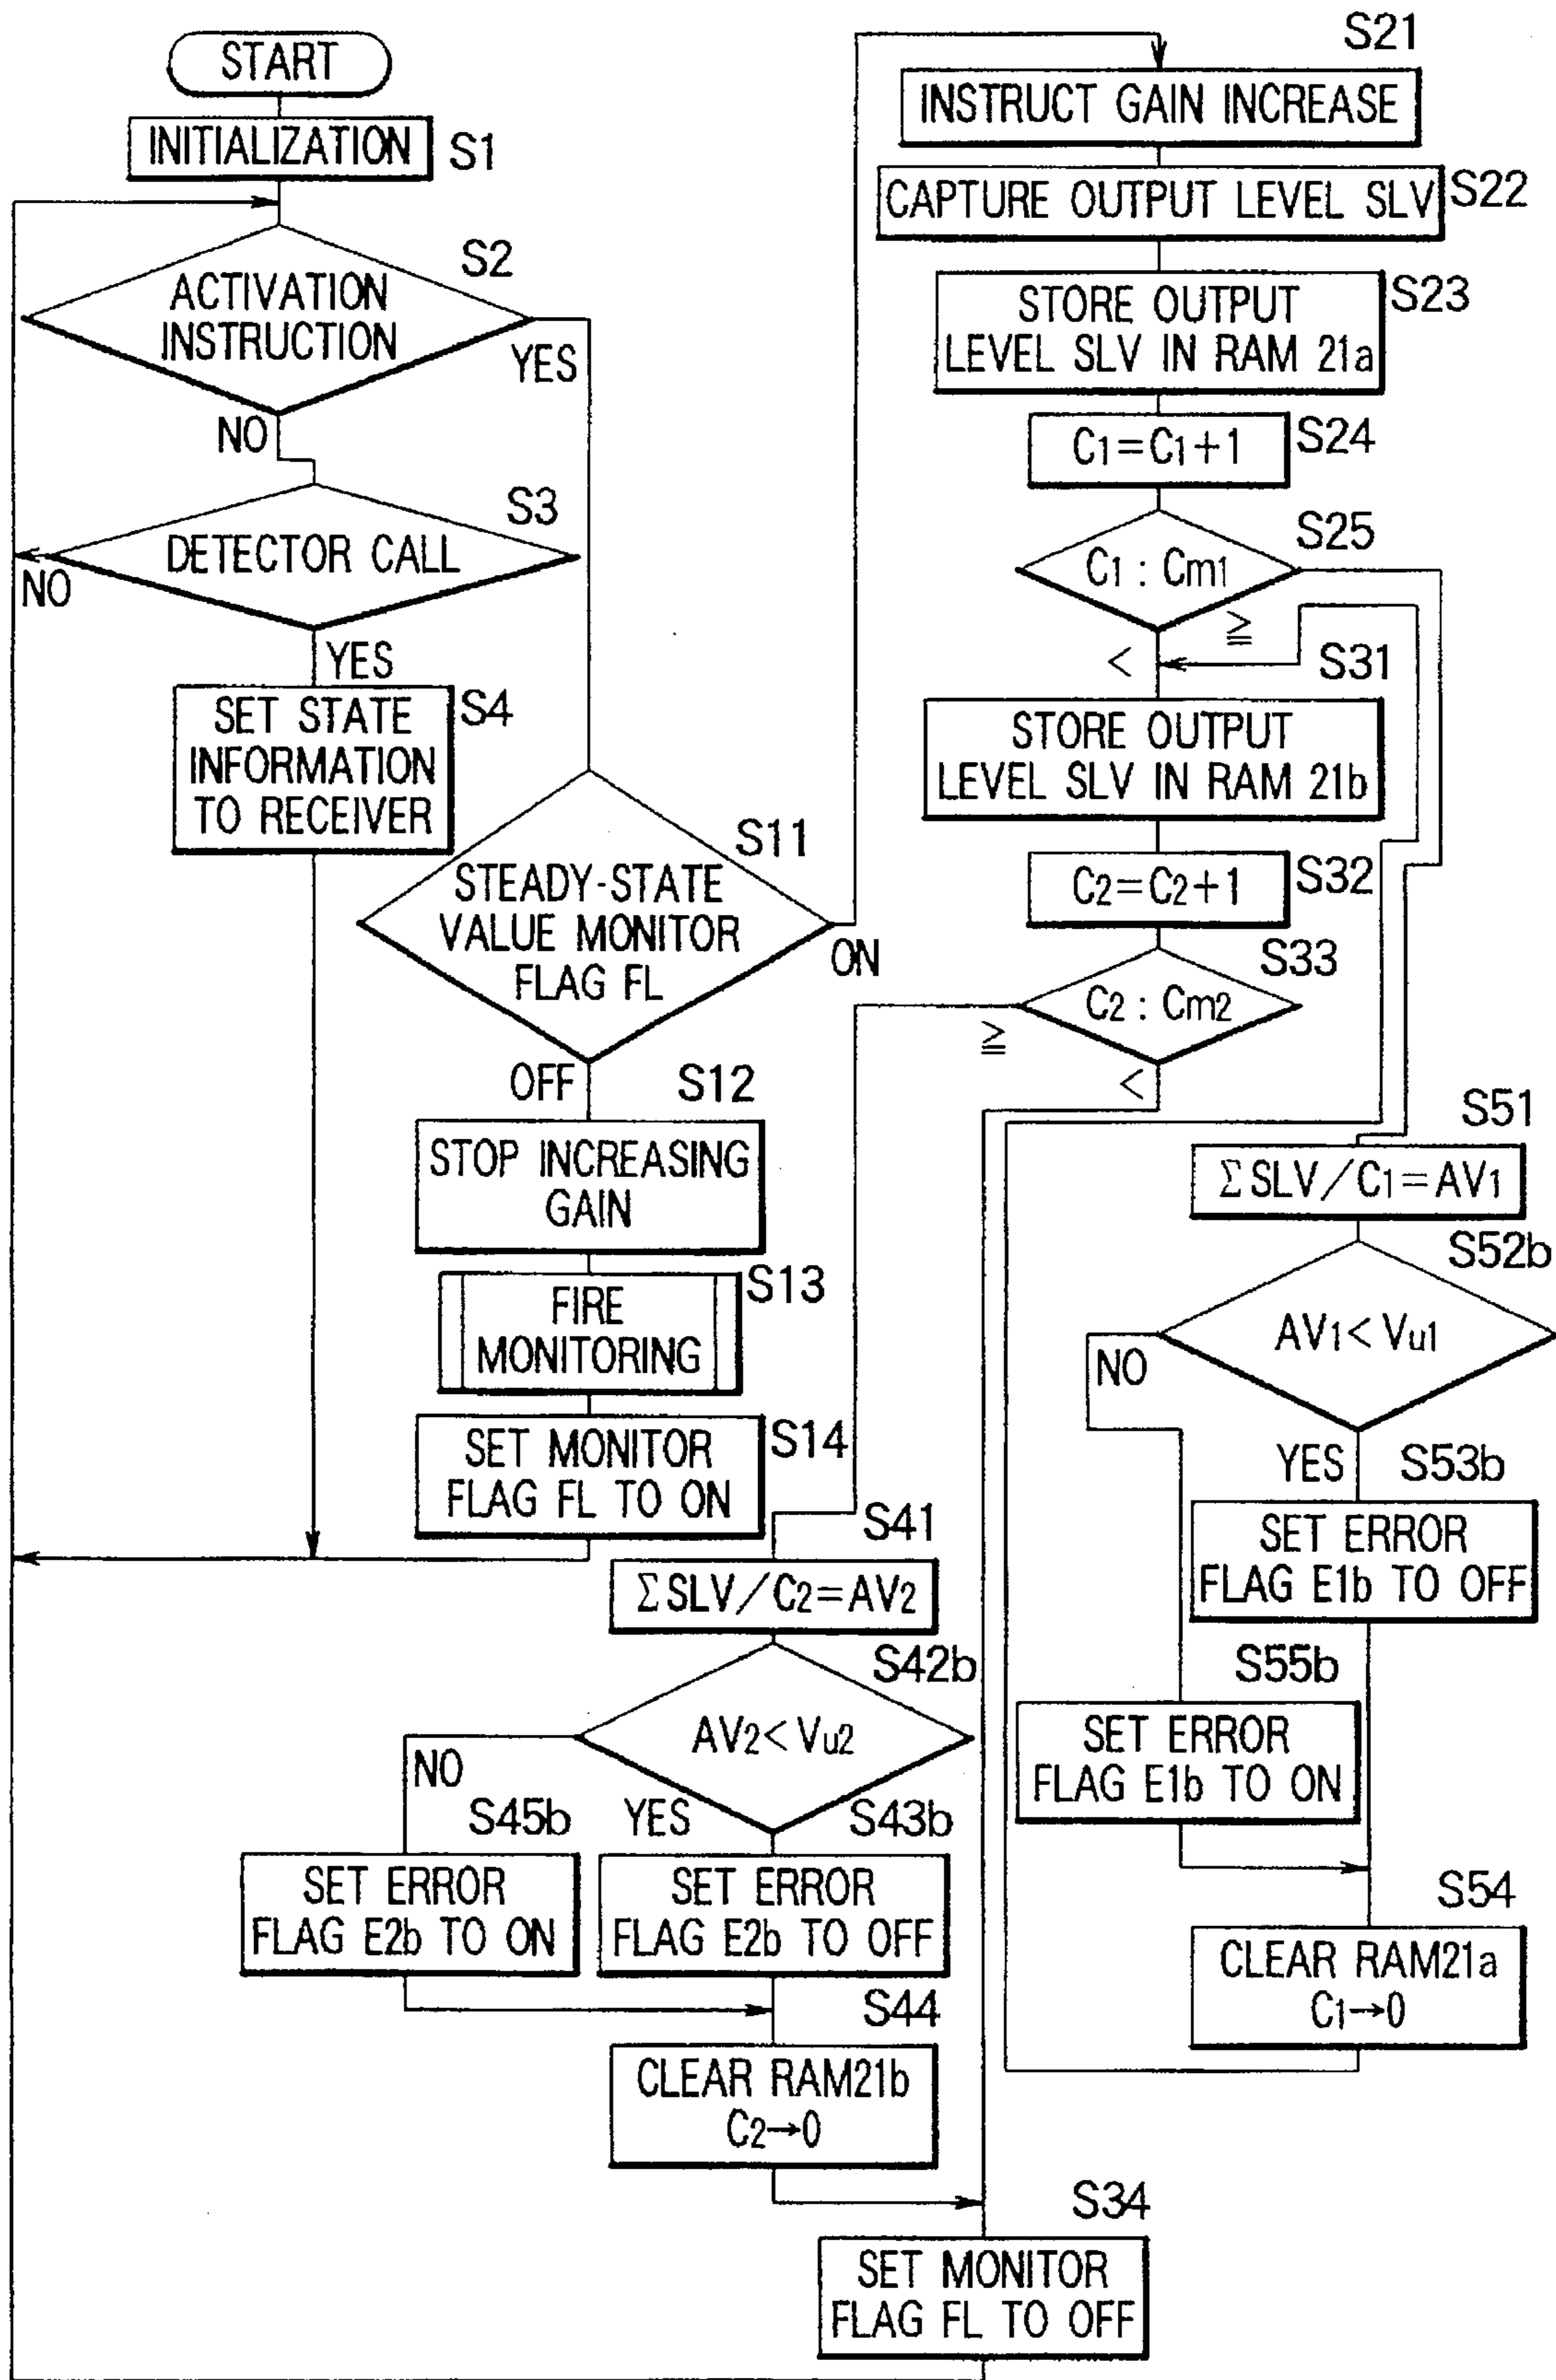 START
INITIALIZATION
S1
S2
ACTIVATION
INSTRUCTION
YES
NO
S3
DETECTOR CALL
NO
YES
S4
SET STATE
INFORMATION
TO RECEIVER
S11
STEADY-STATE
VALUE MONITOR
FLAG FL
ON
OFF
S12
STOP INCREASING
GAIN
S13
FIRE
MONITORING
S14
SET MONITOR
FLAG FL TO ON
S21
INSTRUCT GAIN INCREASE
CAPTURE OUTPUT LEVEL SLV
S22
STORE OUTPUT
LEVEL SLV IN RAM 21a
S23
C1=C1+1
S24
S25
C1 : Cm1
≧
<
S31
STORE OUTPUT
LEVEL SLV IN RAM 21b
C2=C2+1
S32
S33
C2 : Cm2
≧
<
S41
ΣSLV/C2=AV2
S42b
AV2<Vu2
NO
YES
S45b
SET ERROR
FLAG E2b TO ON
S43b
SET ERROR
FLAG E2b TO OFF
S44
CLEAR RAM21b
C2→0
S51
ΣSLV/C1=AV1
S52b
AV1<Vu1
NO
YES
S53b
SET ERROR
FLAG E1b TO OFF
S55b
SET ERROR
FLAG E1b TO ON
S54
CLEAR RAM21a
C1→0
S34
SET MONITOR
FLAG FL TO OFF